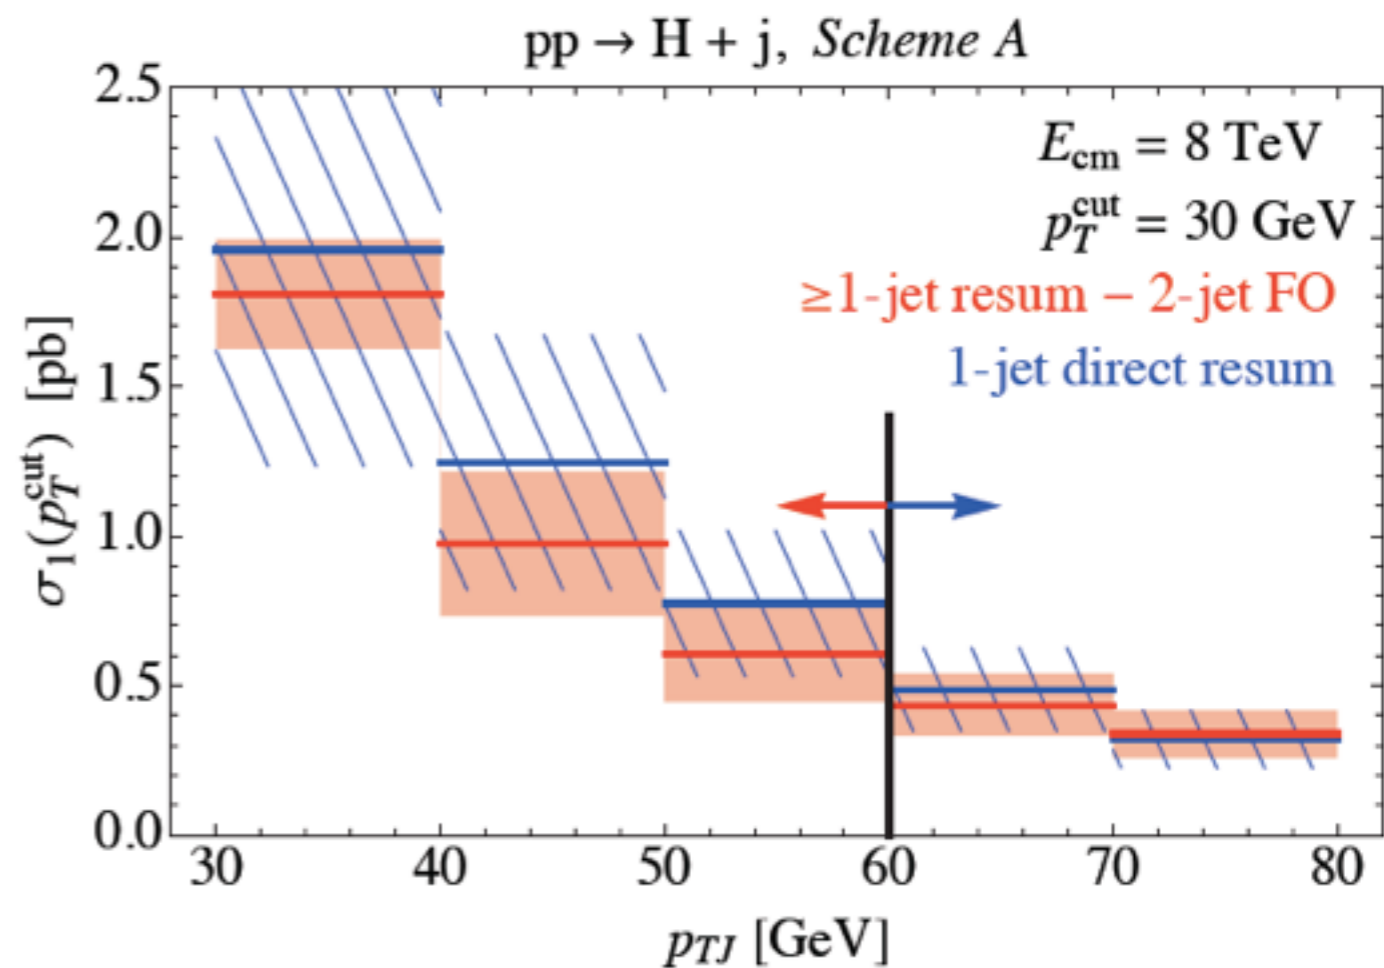 pp → H + j, Scheme A
2.5
2.0
1.5
1.0
0.5
0.0
σ₁(p_T^cut) [pb]
E_cm = 8 TeV
p_T^cut = 30 GeV
≥1-jet resum − 2-jet FO
1-jet direct resum
30 40 50 60 70 80
p_TJ [GeV]